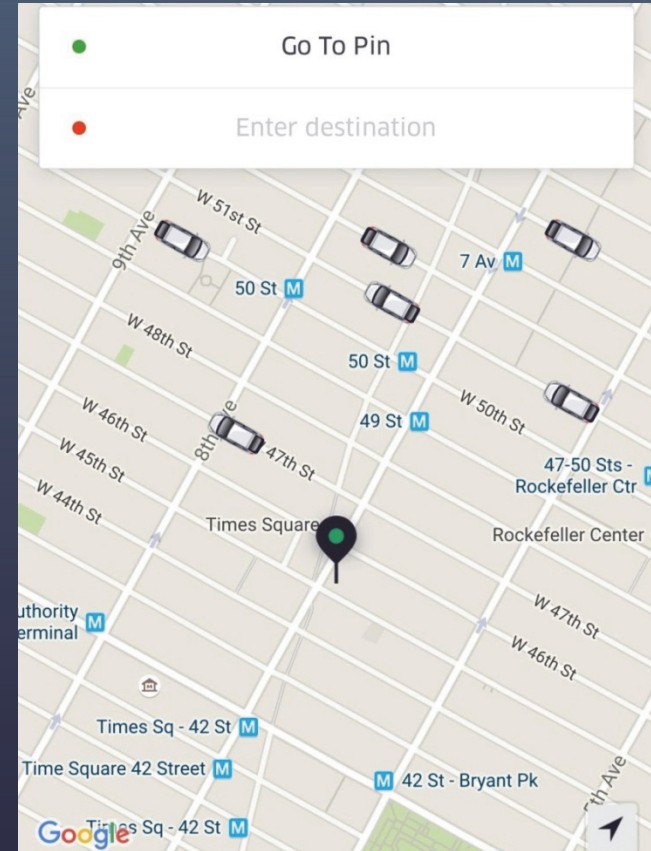 Go To Pin
Enter destination
Ave
W 51st St
9th Ave
7 Av M
50 St M
W 48th St
50 St M
W 50th St
W 46th St
8th Ave
49 St M
47th St
W 45th St
47-50 Sts -
Rockefeller Ctr
W 44th St
Times Square
Rockefeller Center
uthority
erminal
M
W 47th St
W 46th St
Times Sq - 42 St M
Time Square 42 Street M
M 42 St - Bryant Pk
th Ave
Google
Times Sq - 42 St M